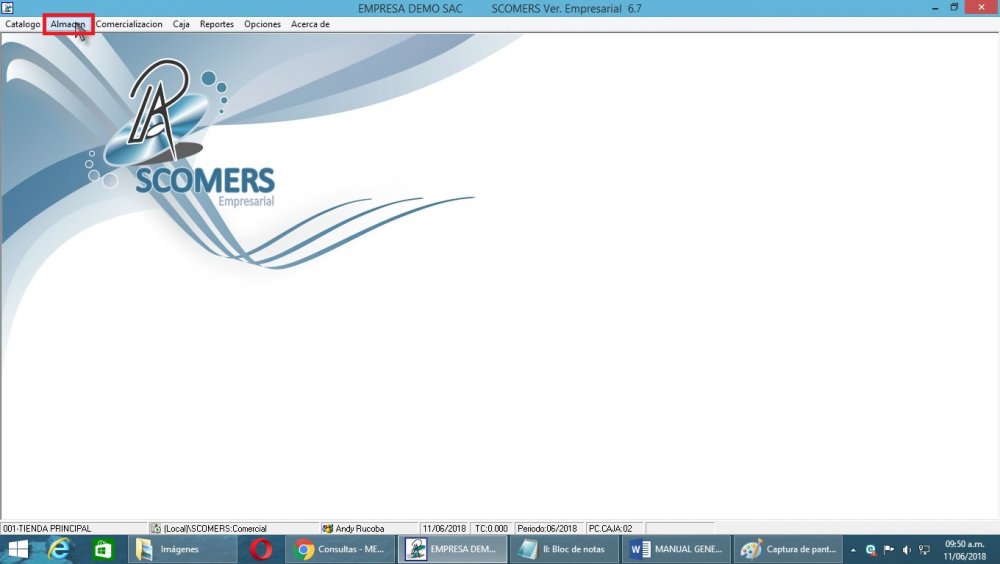 EMPRESA DEMO SAC SCOMERS Ver. Empresarial 6.7
Catalogo Almacen Comercializacion Caja Reportes Opciones Acerca de
SCOMERS
Empresarial
001-TIENDA PRINCIPAL (Local)\SCOMERS:Comercial Andy Rucoba 11/06/2018 TC:0.000 Periodo:06/2018 PC.CAJA:02
Imágenes Consultas - ME... EMPRESA DEM... II: Bloc de notas MANUAL GENE... Captura de pant... 09:50 a.m.
11/06/2018